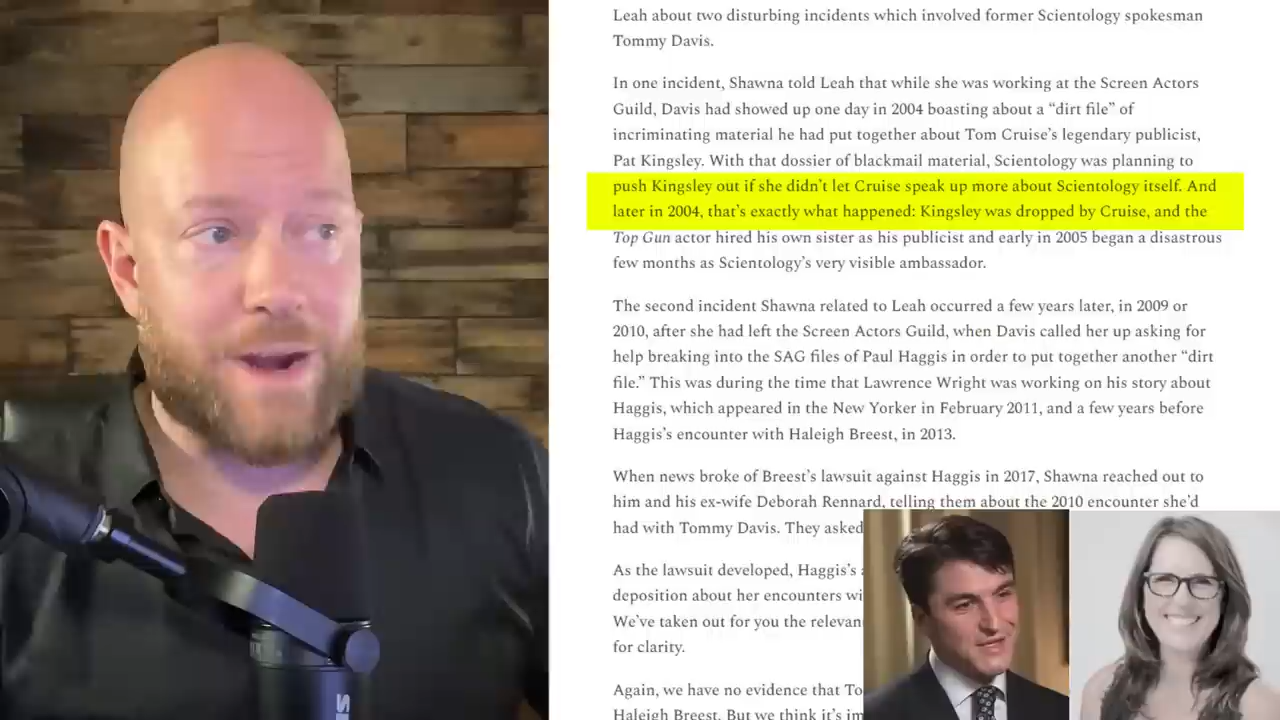 Leah about two disturbing incidents which involved former Scientology spokesman
Tommy Davis.
In one incident, Shawna told Leah that while she was working at the Screen Actors
Guild, Davis had showed up one day in 2004 boasting about a “dirt file” of
incriminating material he had put together about Tom Cruise’s legendary publicist,
Pat Kingsley. With that dossier of blackmail material, Scientology was planning to
push Kingsley out if she didn’t let Cruise speak up more about Scientology itself. And
later in 2004, that’s exactly what happened: Kingsley was dropped by Cruise, and the
Top Gun actor hired his own sister as his publicist and early in 2005 began a disastrous
few months as Scientology’s very visible ambassador.
The second incident Shawna related to Leah occurred a few years later, in 2009 or
2010, after she had left the Screen Actors Guild, when Davis called her up asking for
help breaking into the SAG files of Paul Haggis in order to put together another “dirt
file.” This was during the time that Lawrence Wright was working on his story about
Haggis, which appeared in the New Yorker in February 2011, and a few years before
Haggis’s encounter with Haleigh Breest, in 2013.
When news broke of Breest’s lawsuit against Haggis in 2017, Shawna reached out to
him and his ex-wife Deborah Rennard, telling them about the 2010 encounter she’d
had with Tommy Davis. They asked
As the lawsuit developed, Haggis’s
deposition about her encounters
We’ve taken out for you the
for clarity.
Again, we have no evidence that
Haleigh Breest. But we think it’s